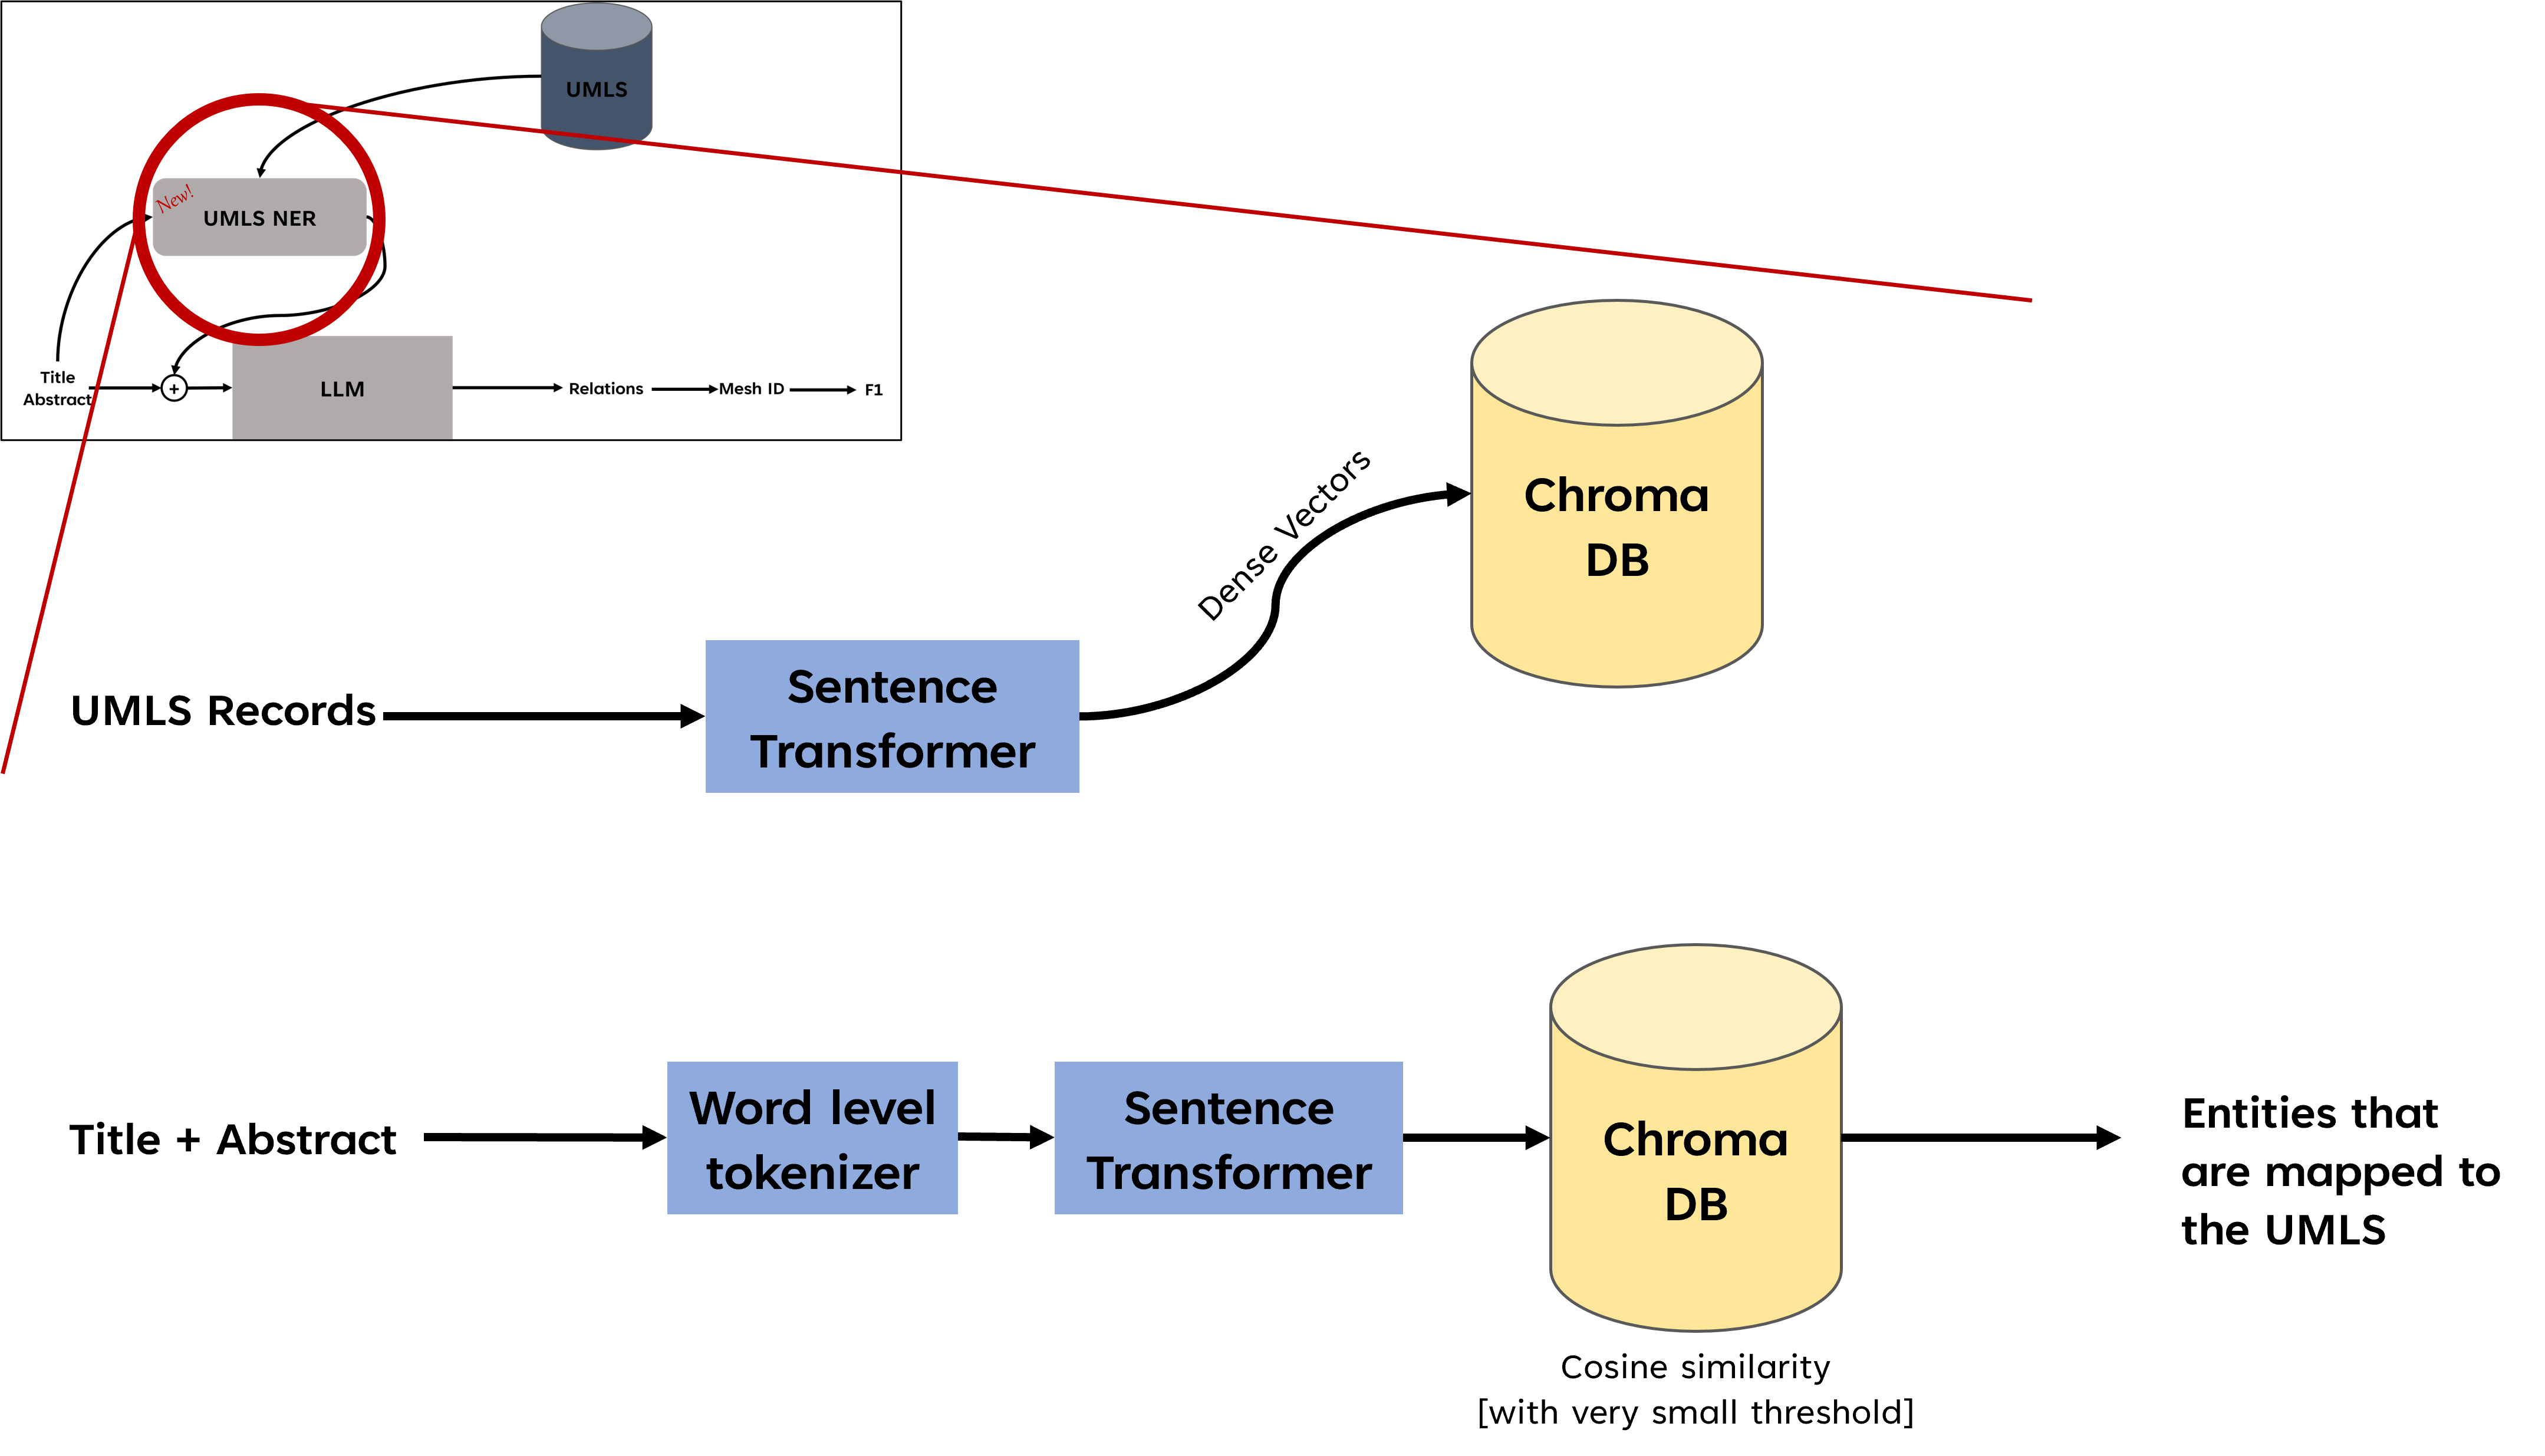 UMLS
New!
UMLS NER
Title
Abstract
+
LLM
Relations
Mesh ID
F1
Dense Vectors
Chroma
DB
UMLS Records
Sentence
Transformer
Title + Abstract
Word level
tokenizer
Sentence
Transformer
Chroma
DB
Entities that
are mapped to
the UMLS
Cosine similarity
[with very small threshold]